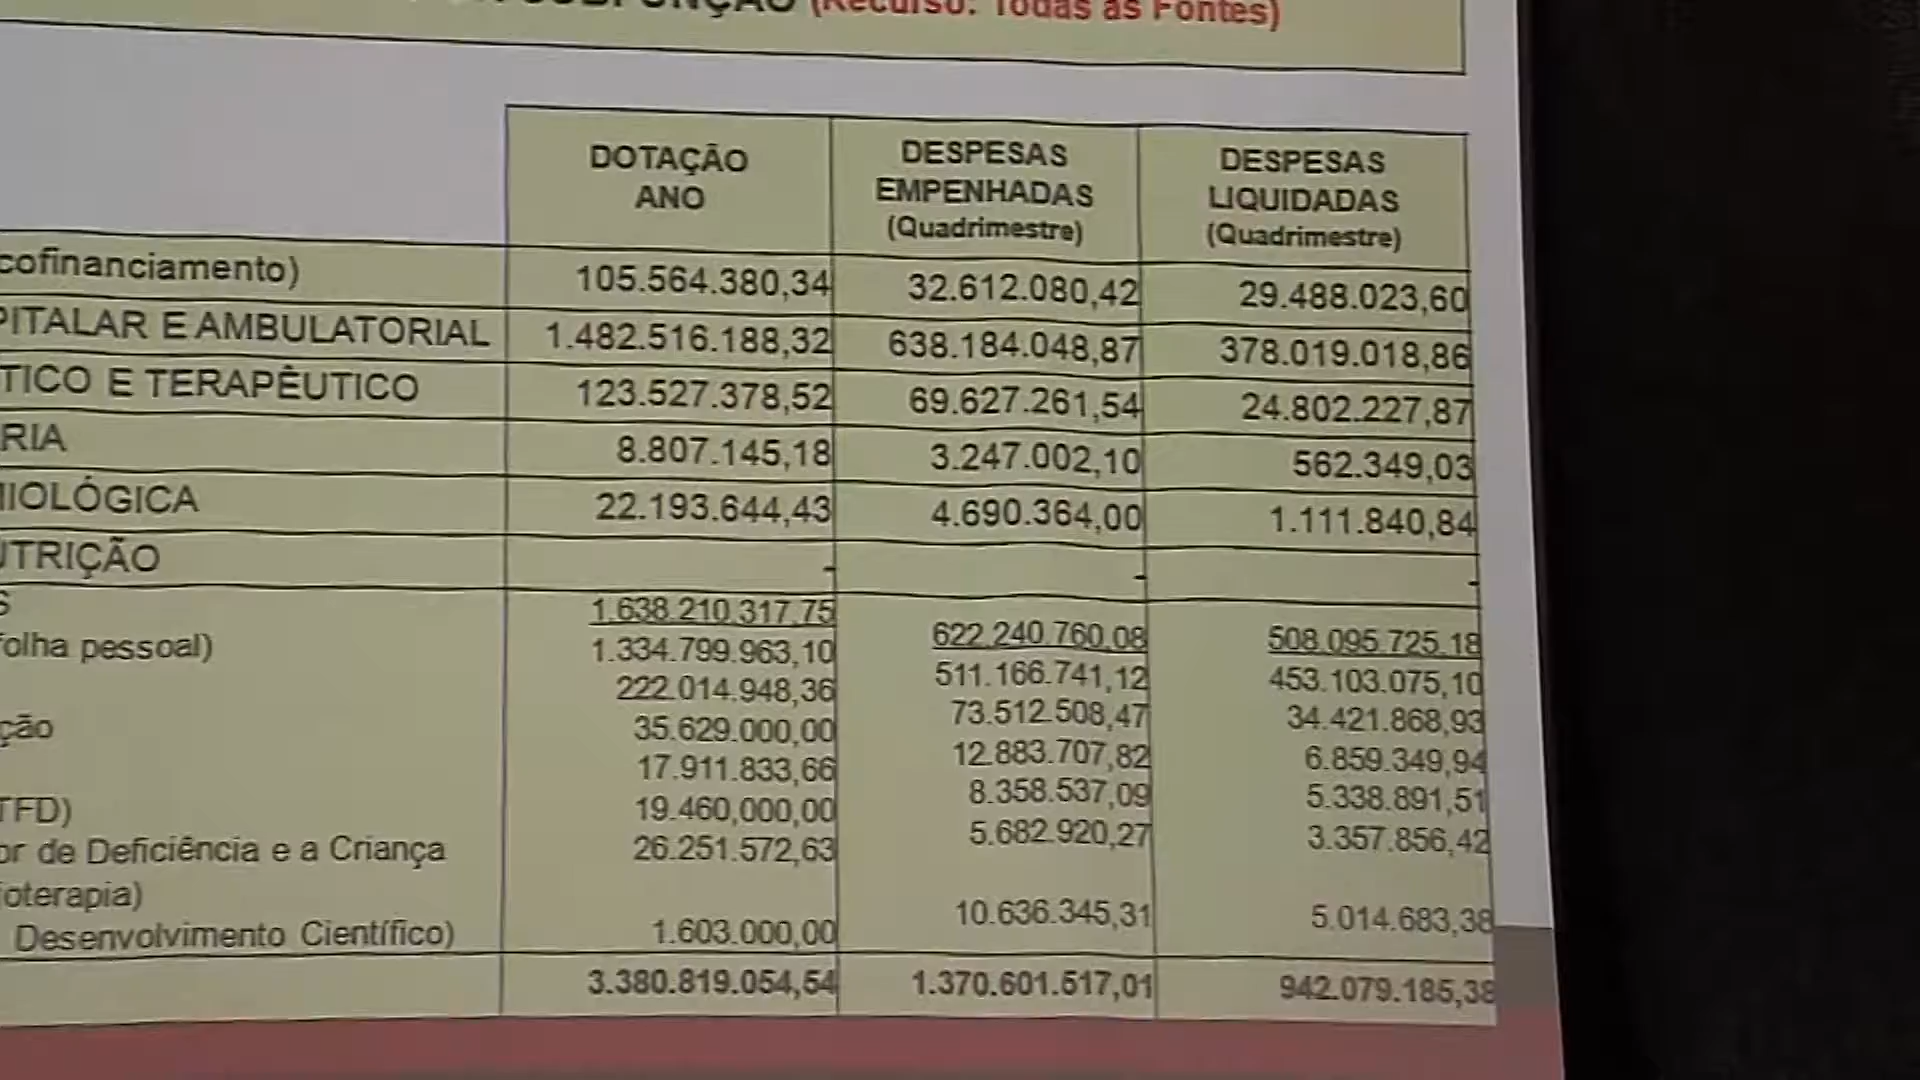 (Recurso: Todas as Fontes)
DOTAÇÃO ANO DESPESAS EMPENHADAS (Quadrimestre) DESPESAS LIQUIDADAS (Quadrimestre)
cofinanciamento) 105.564.380,34 32.612.080,42 29.488.023,60
PITALAR E AMBULATORIAL 1.482.516.188,32 638.184.048,87 378.019.018,86
TICO E TERAPÊUTICO 123.527.378,52 69.627.261,54 24.802.227,87
RIA 8.807.145,18 3.247.002,10 562.349,03
IOLÓGICA 22.193.644,43 4.690.364,00 1.111.840,84
UTRIÇÃO - - -
S 1.638.210.317,75 622.240.760,08 508.095.725,18
folha pessoal) 1.334.799.963,10 511.166.741,12 453.103.075,10
222.014.948,36 73.512.508,47 34.421.868,93
ção 35.629.000,00 12.883.707,82 6.859.349,94
17.911.833,66 8.358.537,09 5.338.891,51
TFD) 19.460,000,00 5.682.920,27 3.357.856,42
or de Deficiência e a Criança 26.251.572,63
ioterapia) 10.636.345,31 5.014.683,38
Desenvolvimento Científico) 1.603.000,00
3.380.819.054,54 1.370.601.517,01 942.079.185,38